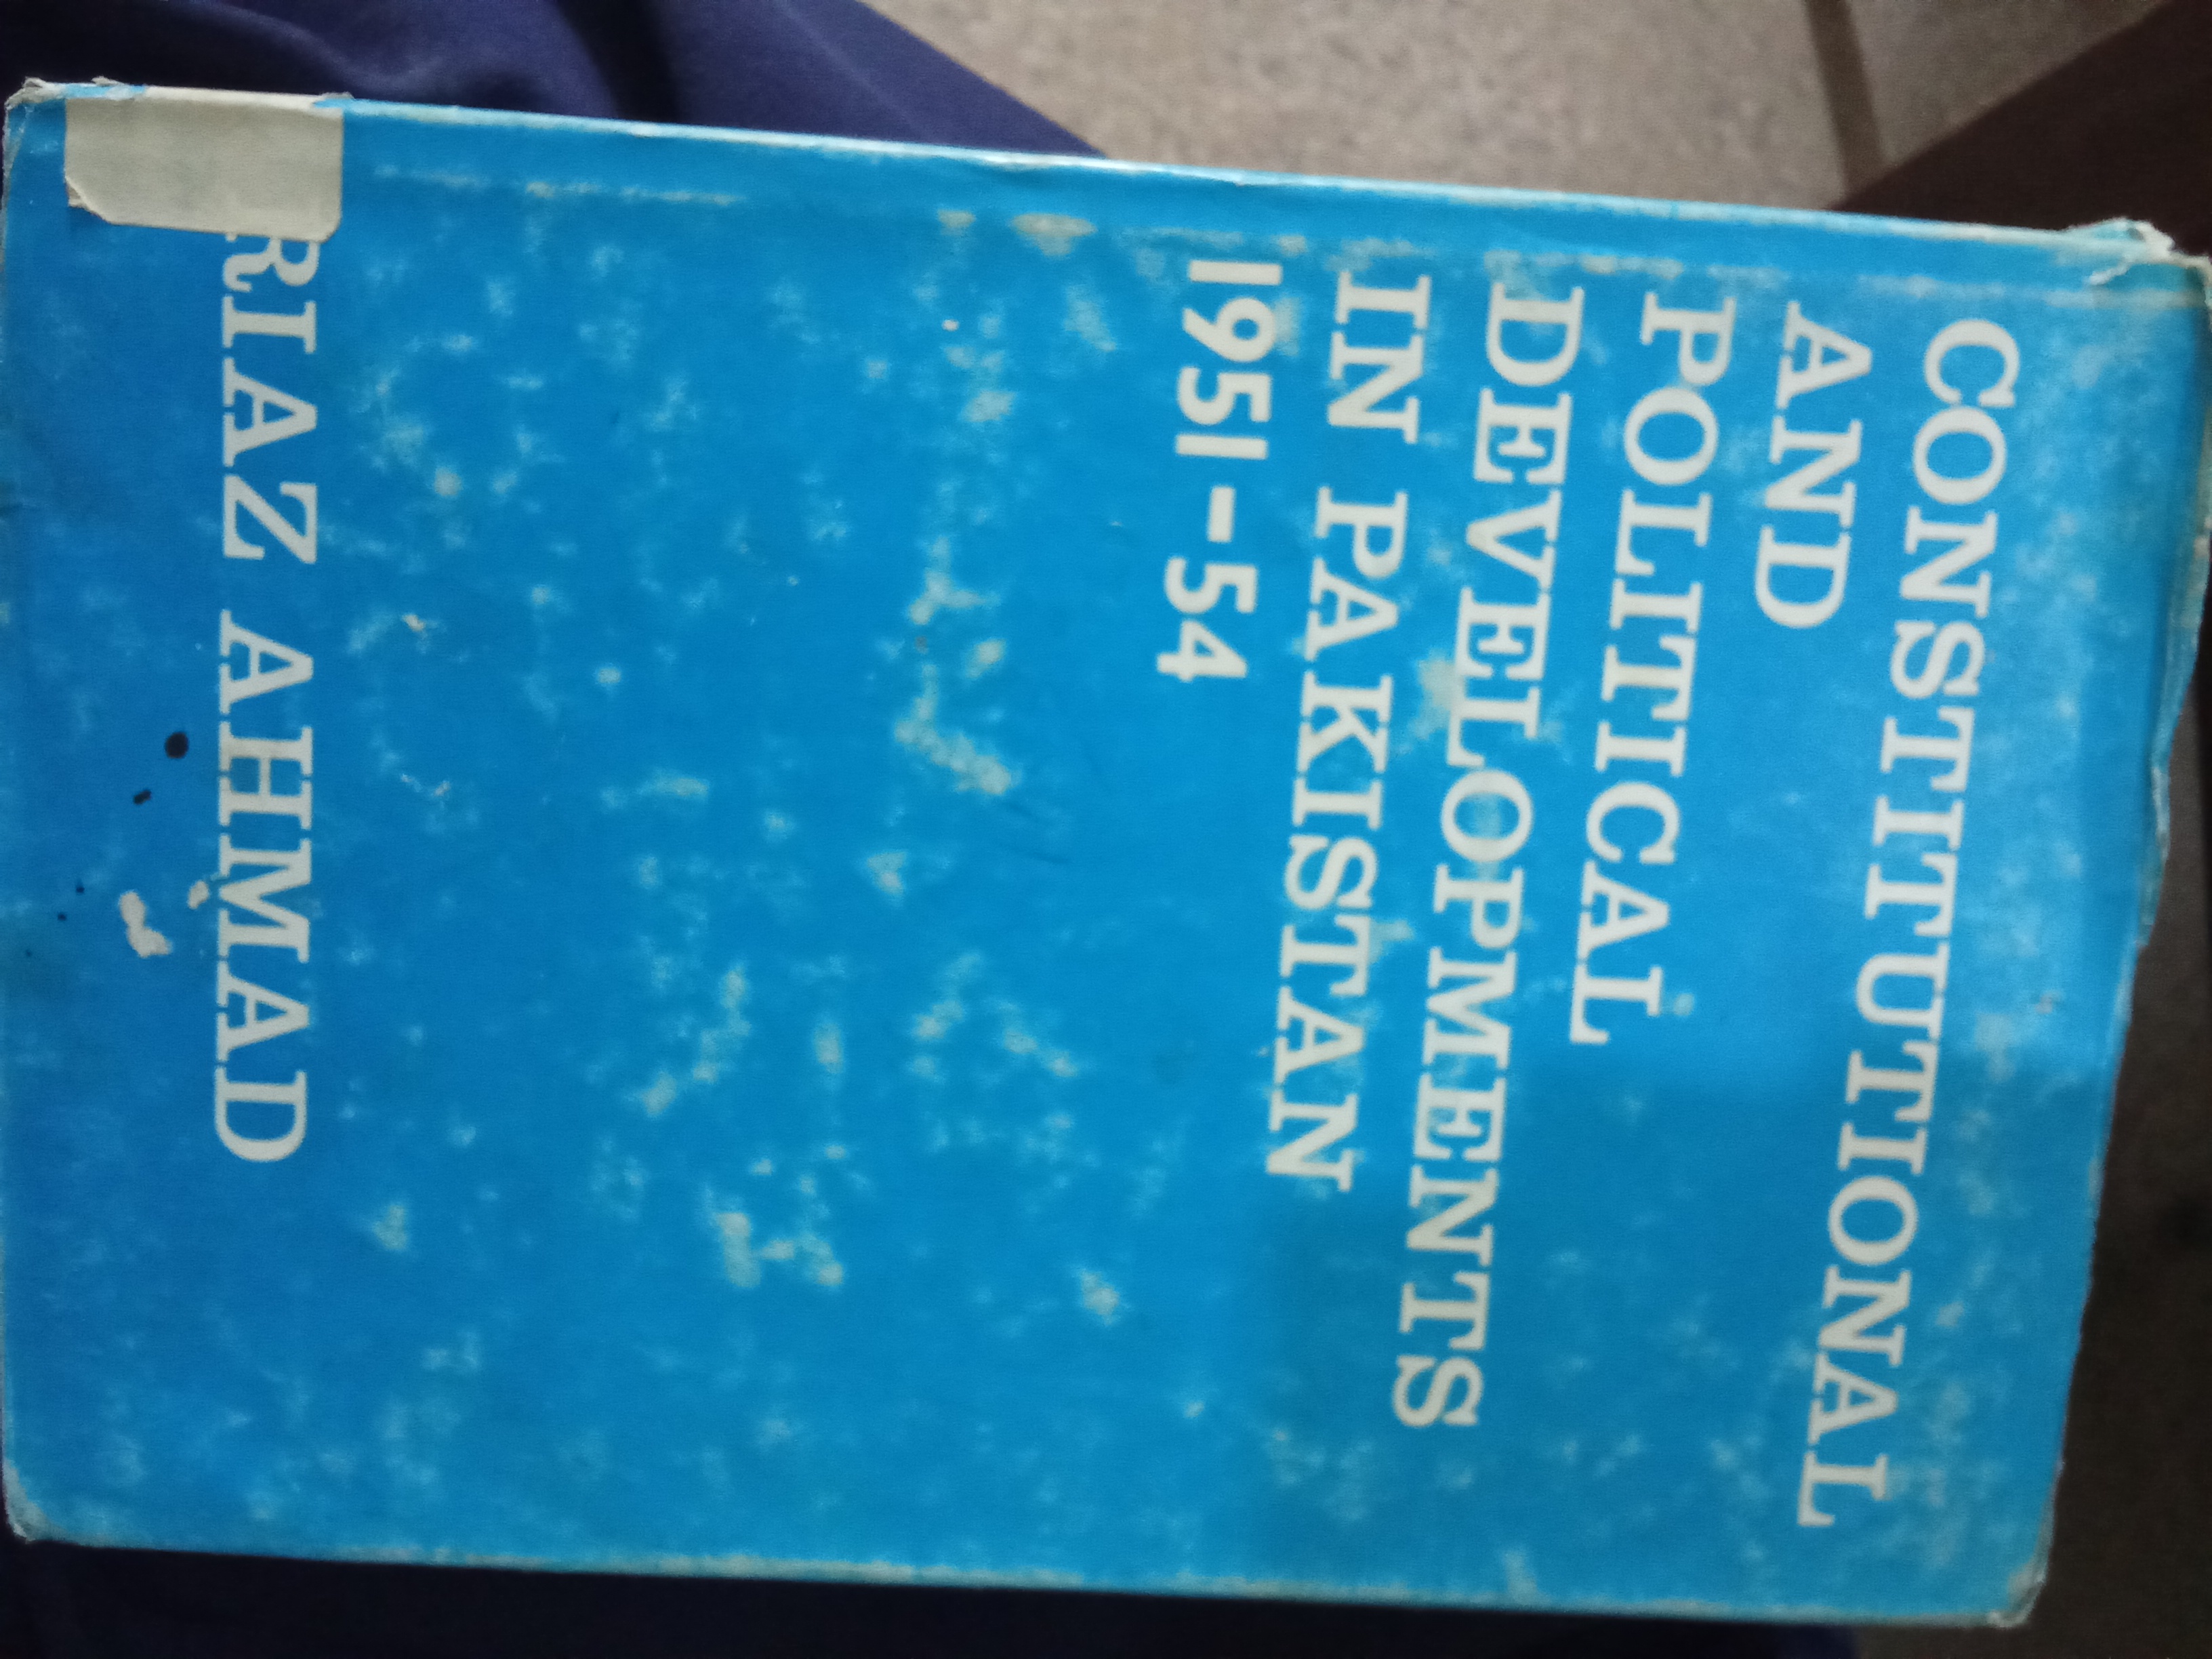 CONSTITUTIONAL
AND
POLITICAL
DEVELOPMENTS
IN PAKISTAN
1951-54
RIAZ AHMAD